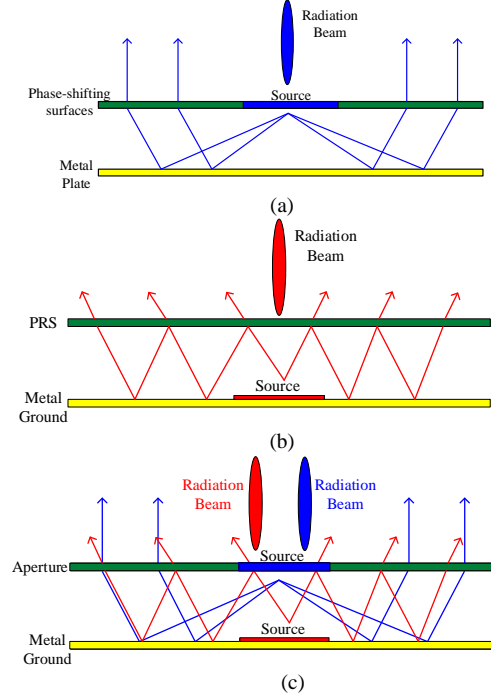 Radiation
Beam
Phase-shifting
surfaces
Source
Metal
Plate
(a)
Radiation
Beam
PRS
Source
Metal
Ground
(b)
Radiation
Beam
Radiation
Beam
Source
Aperture
Source
Metal
Ground
(c)